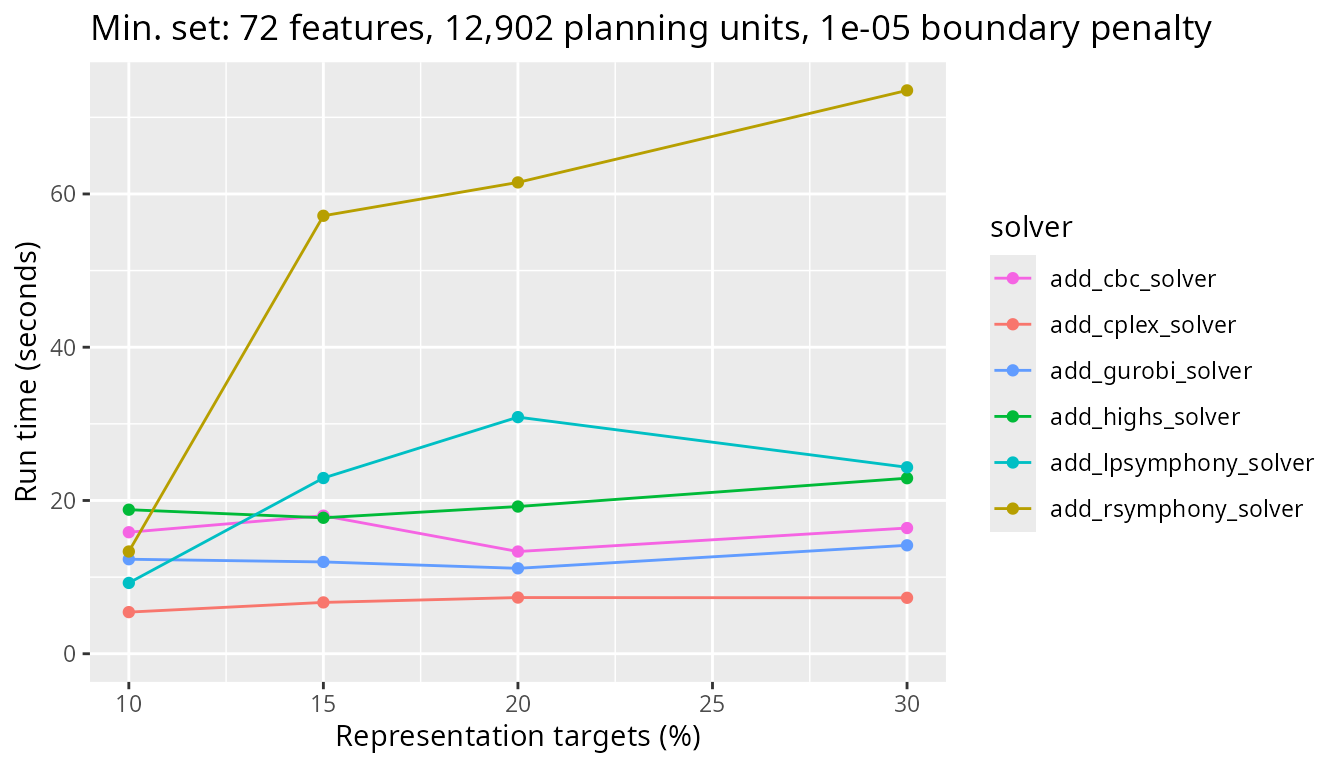 Min. set: 72 features, 12,902 planning units, 1e-05 boundary penalty
Run time (seconds)
60
40
20
0
10 15 20 25 30
Representation targets (%)
solver
add_cbc_solver
add_cplex_solver
add_gurobi_solver
add_highs_solver
add_lpsymphony_solver
add_rsymphony_solver